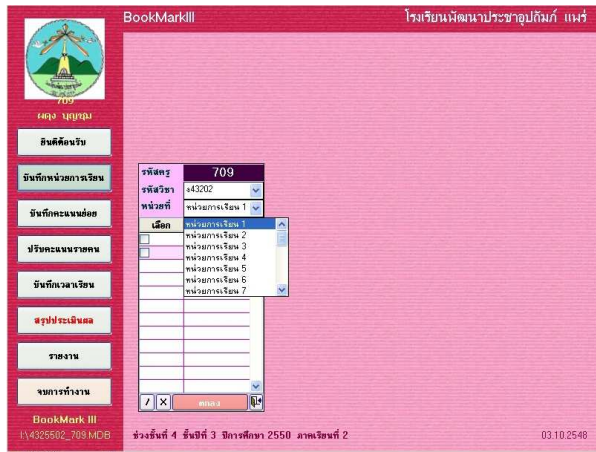 BookMarkIII
โรงเรียนพัฒนาประชาอุปถัมภ์ แพร่
709
ผดุง บุญชุม
ยินดีต้อนรับ
บันทึกหน่วยการเรียน
บันทึกคะแนนย่อย
ปรับคะแนนรายคน
บันทึกเวลาเรียน
สรุปประเมินผล
รายงาน
จบการทำงาน
BookMark III
I:\4325502_709.MDB
รหัสครู 709
รหัสวิชา ง43202
หน่วยที่ หน่วยการเรียน 1
เลือก
หน่วยการเรียน 1
หน่วยการเรียน 2
หน่วยการเรียน 3
หน่วยการเรียน 4
หน่วยการเรียน 5
หน่วยการเรียน 6
หน่วยการเรียน 7
ตกลง
ช่วงชั้นที่ 4 ชั้นปีที่ 3 ปีการศึกษา 2550 ภาคเรียนที่ 2
03.10.2548